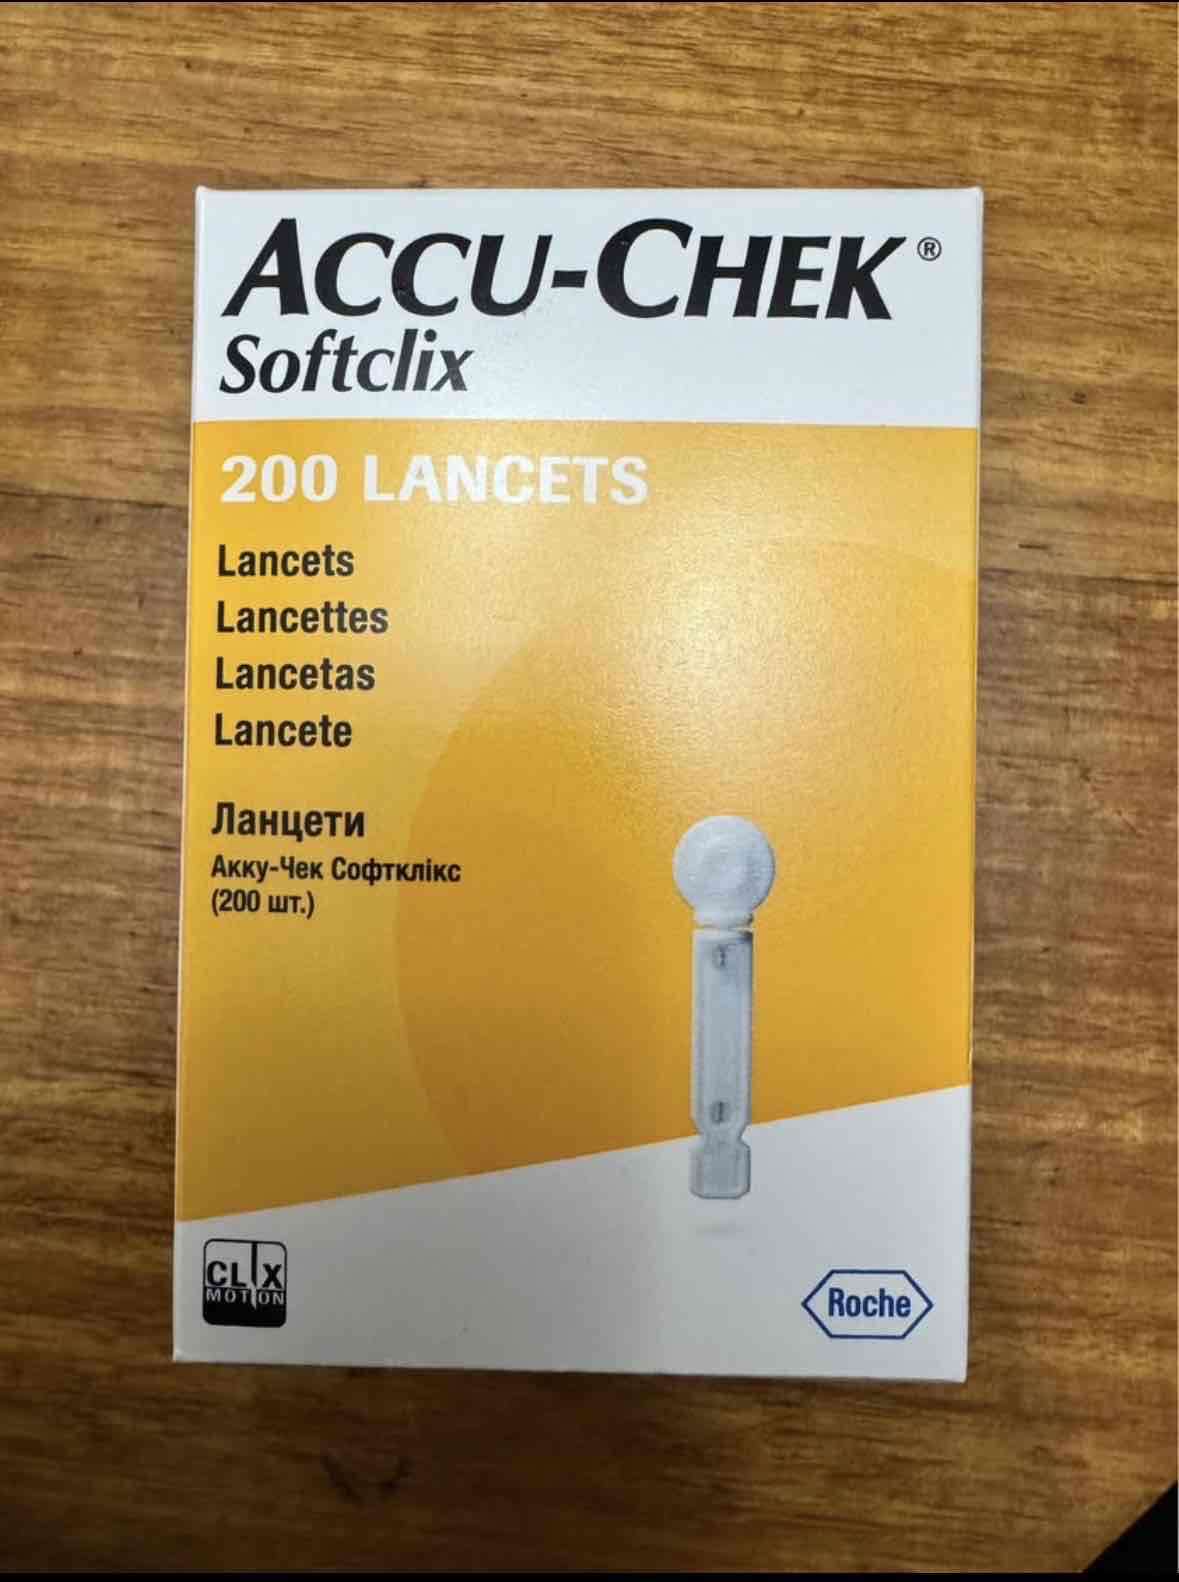 ACCU-CHEK®
Softclix
200 LANCETS
Lancets
Lancettes
Lancetas
Lancete
Ланцети
Акку-Чек Софтклікс
(200 шт.)
CLIX
MOTION
Roche